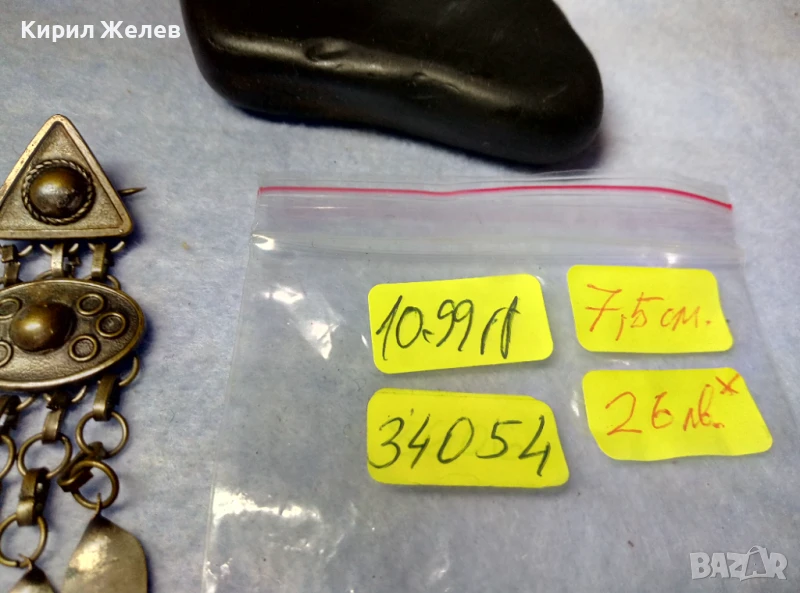 Кирил Желев
10.99 гр
7,5 см.
34054
26 лв.*
BAZAR